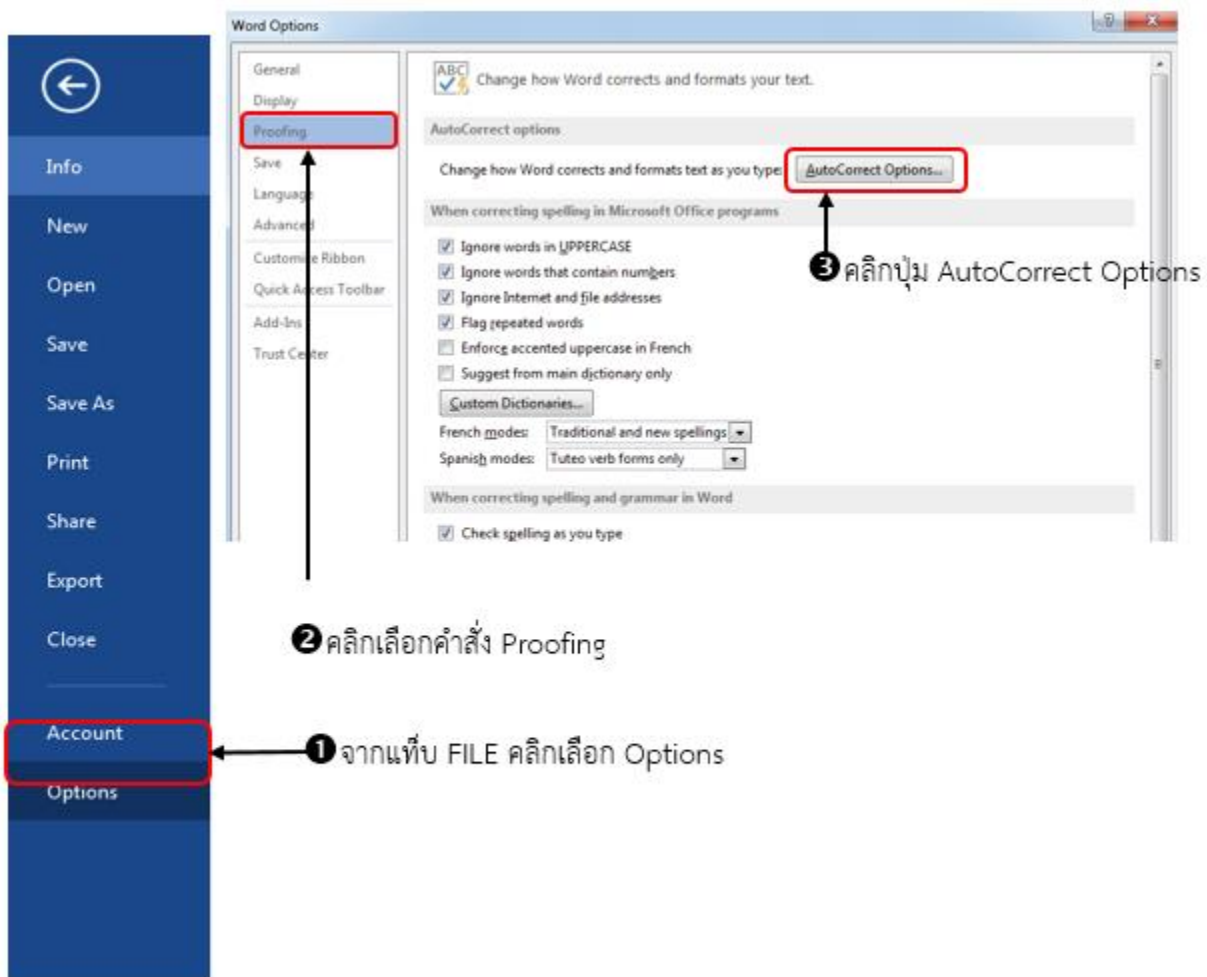 Word Options
Info
New
Open
Save
Save As
Print
Share
Export
Close
Account
Options
General
Display
Proofing
Save
Language
Advanced
Customize Ribbon
Quick Access Toolbar
Add-Ins
Trust Center
ABC
Change how Word corrects and formats your text.
AutoCorrect options
Change how Word corrects and formats text as you type:
AutoCorrect Options...
When correcting spelling in Microsoft Office programs
Ignore words in UPPERCASE
Ignore words that contain numbers
Ignore Internet and file addresses
Flag repeated words
Enforce accented uppercase in French
Suggest from main dictionary only
Custom Dictionaries...
French modes: Traditional and new spellings
Spanish modes: Tuteo verb forms only
When correcting spelling and grammar in Word
Check spelling as you type
❸คลิกปุ่ม AutoCorrect Options
❷คลิกเลือกคำสั่ง Proofing
❶จากแท็บ FILE คลิกเลือก Options